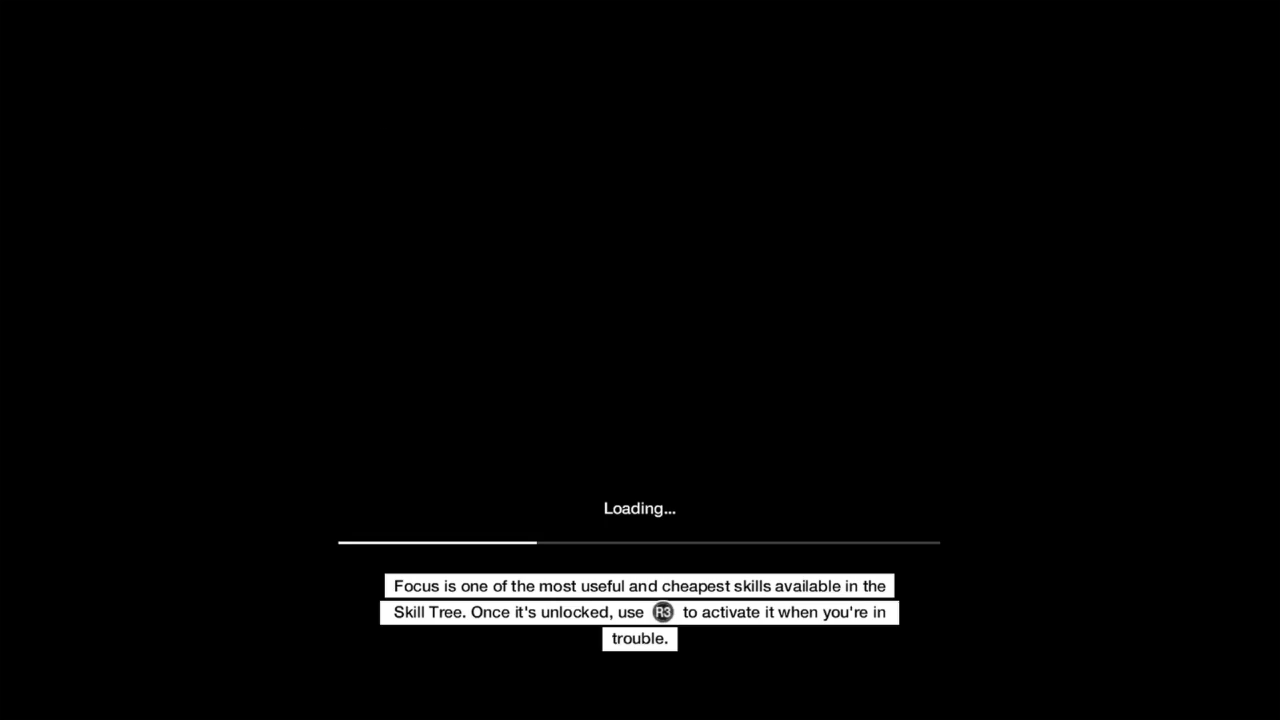 Loading...
Focus is one of the most useful and cheapest skills available in the
Skill Tree. Once it's unlocked, use R3 to activate it when you're in
trouble.